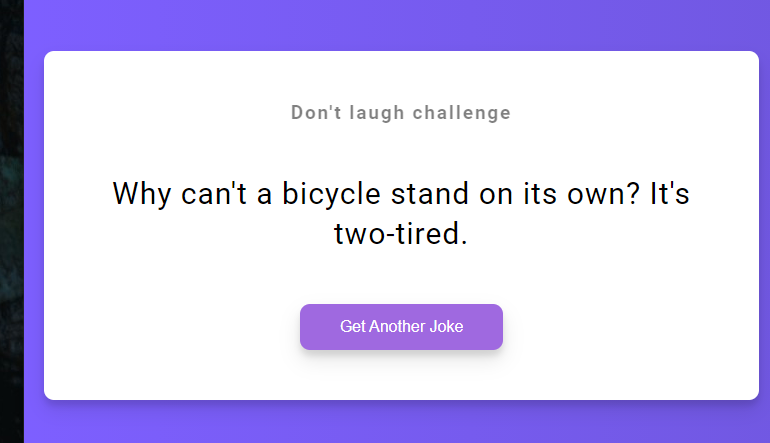 Don't laugh challenge
Why can't a bicycle stand on its own? It's
two-tired.
Get Another Joke